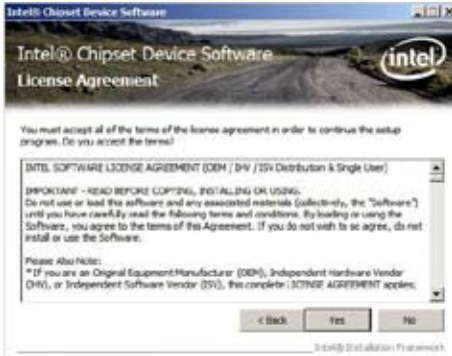 Intel® Chipset Device Software
Intel® Chipset Device Software
License Agreement
intel
You must accept all of the terms of the license agreement in order to continue the setup
program. Do you accept the terms?
INTEL SOFTWARE LICENSE AGREEMENT (OEM / IHV / ISV Distribution & Single User)
IMPORTANT - READ BEFORE COPYING, INSTALLING OR USING.
Do not use or load this software and any associated materials (collectively, the "Software")
until you have carefully read the following terms and conditions. By loading or using the
Software, you agree to the terms of this Agreement. If you do not wish to so agree, do not
install or use the Software.
Please Also Note:
* If you are an Original Equipment Manufacturer (OEM), Independent Hardware Vendor
(IHV), or Independent Software Vendor (ISV), this complete LICENSE AGREEMENT applies;
< Back
Yes
No
Intel® Installation Framework